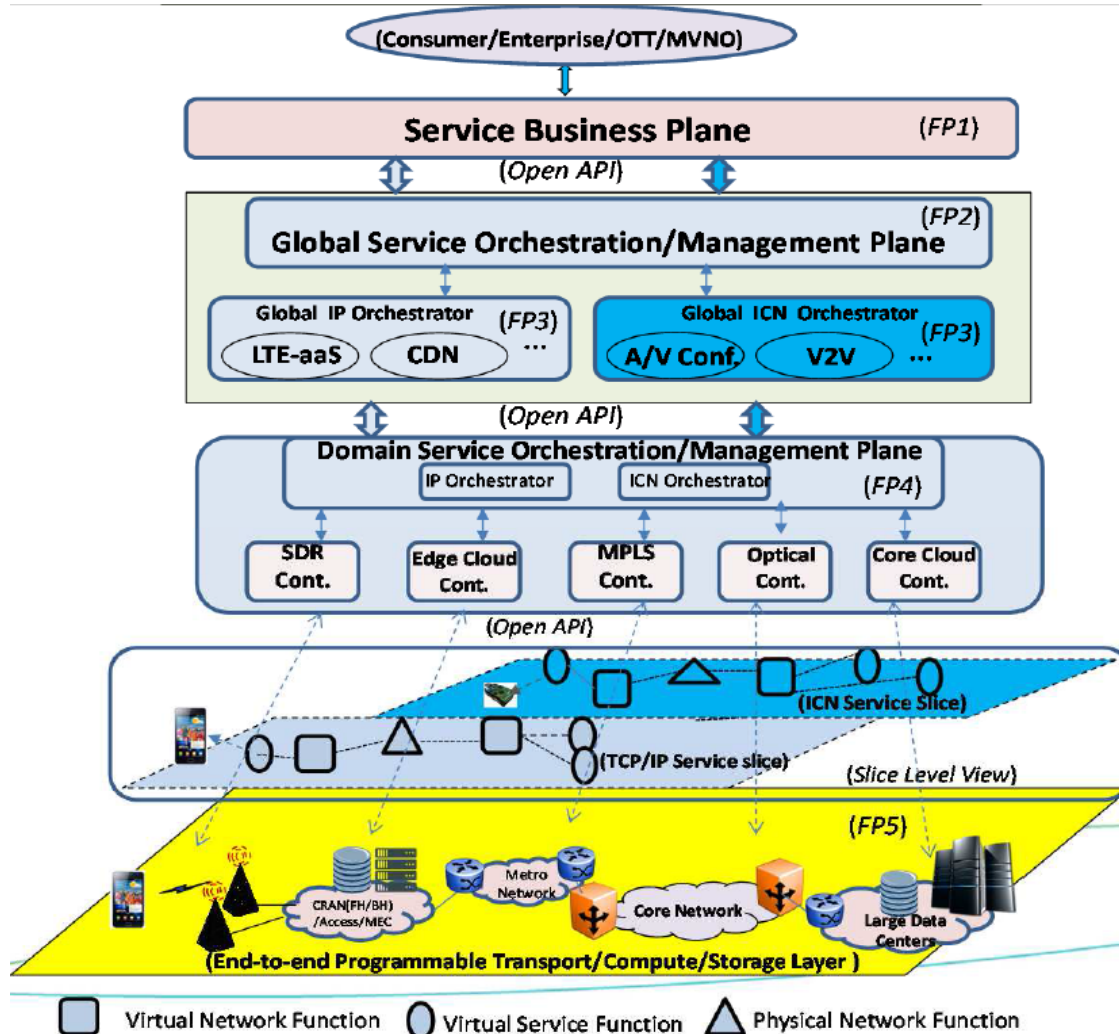 (Consumer/Enterprise/OTT/MVNO)
Service Business Plane
(FP1)
(Open API)
(FP2)
Global Service Orchestration/Management Plane
Global IP Orchestrator
(FP3)
LTE-aaS
CDN
...
Global ICN Orchestrator
(FP3)
A/V Conf.
V2V
...
(Open API)
Domain Service Orchestration/Management Plane
IP Orchestrator
ICN Orchestrator
(FP4)
SDR
Cont.
Edge Cloud
Cont.
MPLS
Cont.
Optical
Cont.
Core Cloud
Cont.
(Open API)
(ICN Service Slice)
(TCP/IP Service slice)
(Slice Level View)
(FP5)
CRAN(FH/BH)
/Access/MEC
Metro
Network
Core Network
Large Data
Centers
(End-to-end Programmable Transport/Compute/Storage Layer )
Virtual Network Function
Virtual Service Function
Physical Network Function